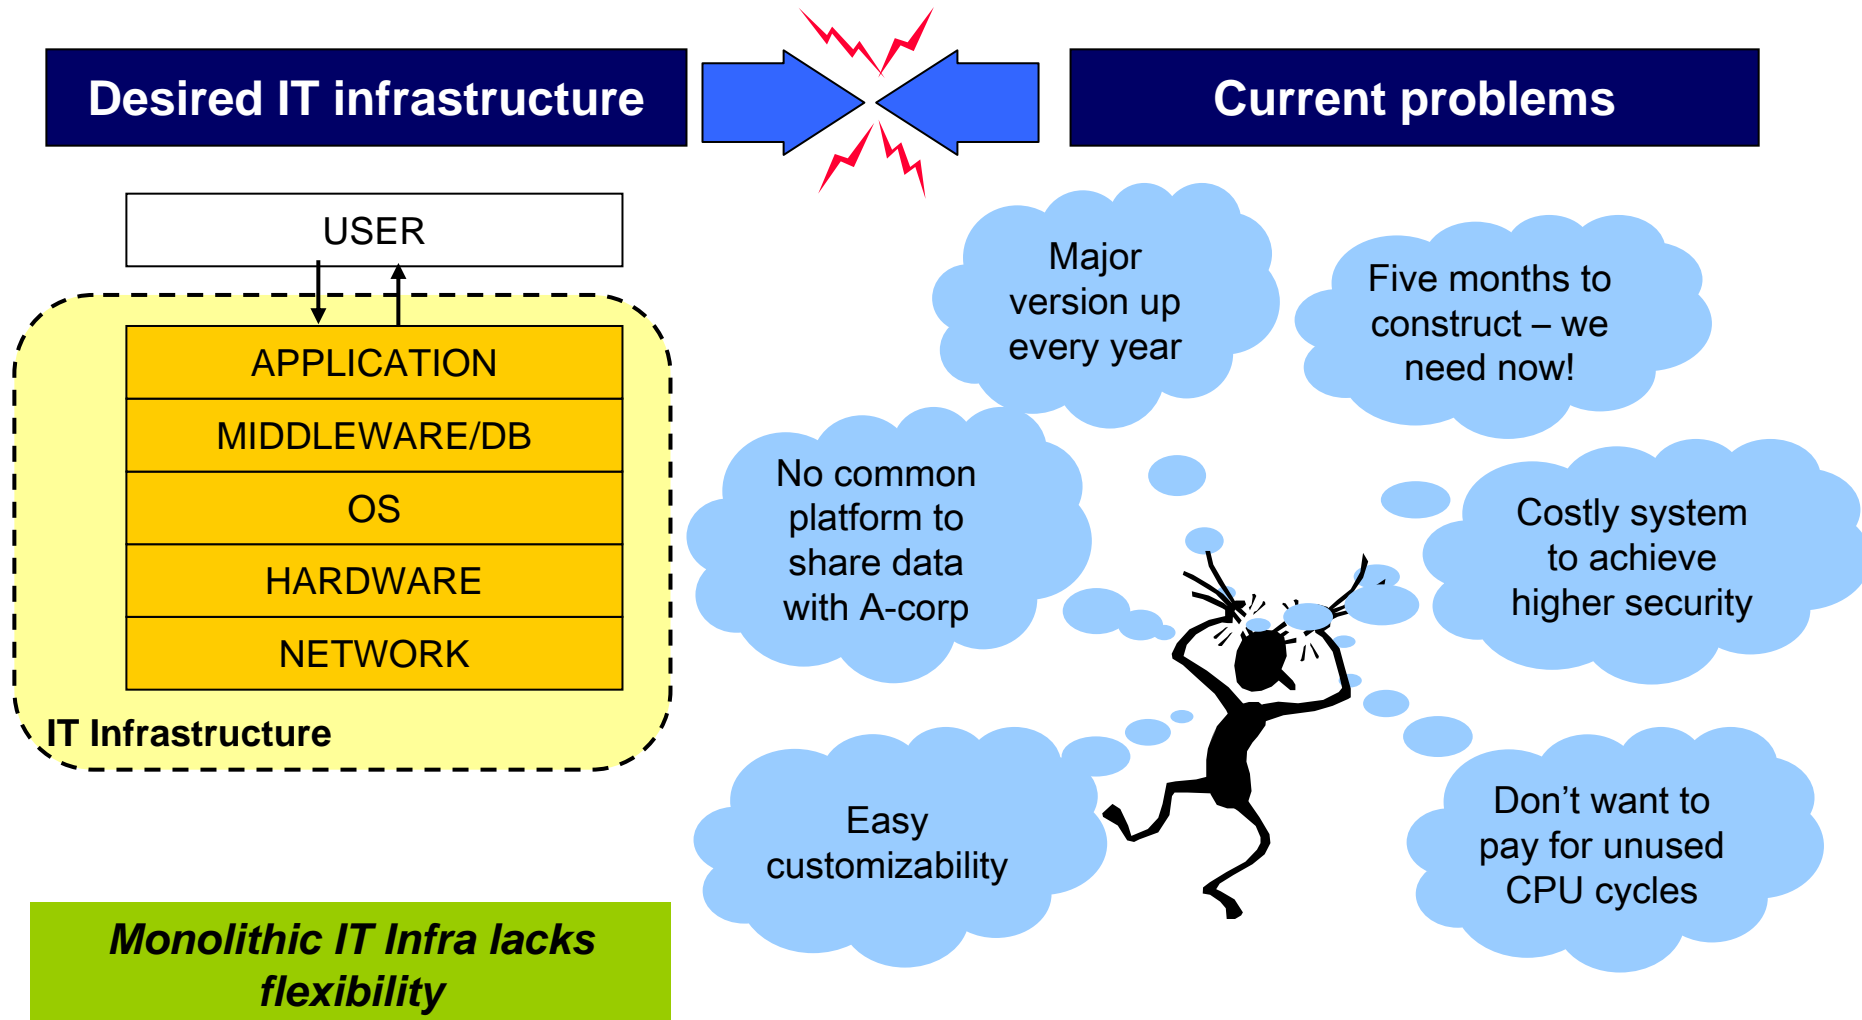 Desired IT infrastructure
Current problems
USER
APPLICATION
MIDDLEWARE/DB
OS
HARDWARE
NETWORK
IT Infrastructure
Monolithic IT Infra lacks
flexibility
Major
version up
every year
Five months to
construct – we
need now!
No common
platform to
share data
with A-corp
Costly system
to achieve
higher security
Easy
customizability
Don’t want to
pay for unused
CPU cycles